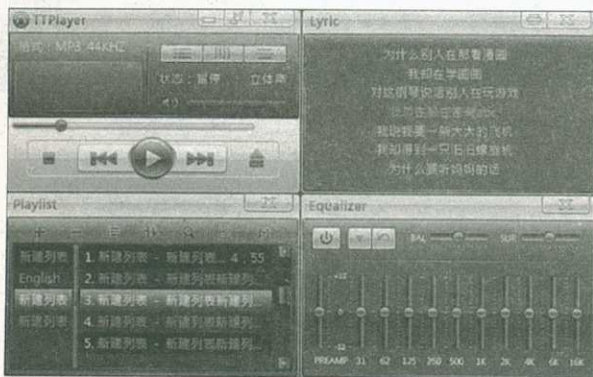 TTPlayer
格式：MP3 44KHZ
状态：暂停 立体声
Lyric
为什么别人在那看漫画
我却在学画画
对着钢琴说话别人在玩游戏
我说我要一架大大的飞机
我却得到一只旧旧录音机
为什么要听妈妈的话
Playlist
新建列表
English
新建列表
新建列表
1. 新建列表 - 新建列表... 4:55
2. 新建列表 - 新建列表新建列...
3. 新建列表 - 新建列表新建列...
4. 新建列表 - 新建列表新建列...
5. 新建列表 - 新建列表新建列...
Equalizer
BAL SUR
+12
0
-12
PREAMP 31 62 125 250 500 1K 2K 4K 6K 16K